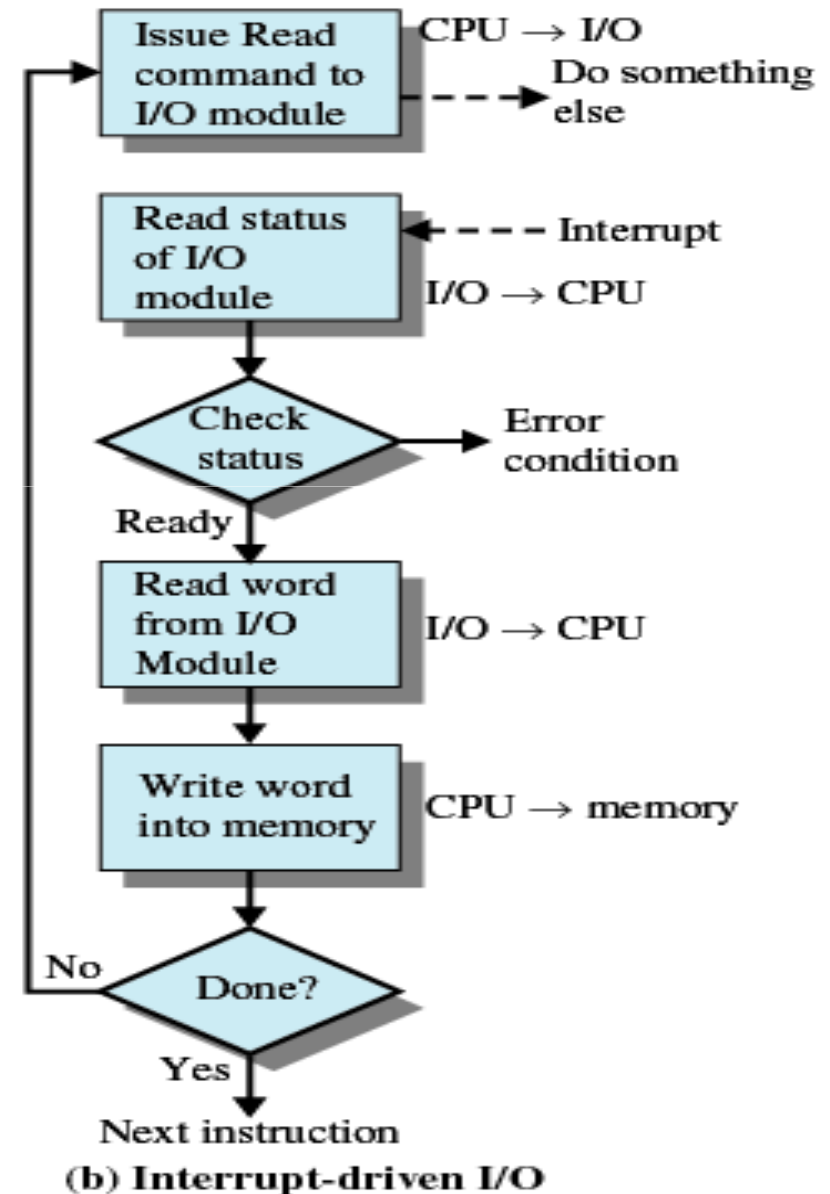 Issue Read
command to
I/O module
CPU → I/O
Do something
else
Read status
of I/O
module
Interrupt
I/O → CPU
Check
status
Error
condition
Ready
Read word
from I/O
Module
I/O → CPU
Write word
into memory
CPU → memory
No
Done?
Yes
Next instruction
(b) Interrupt-driven I/O